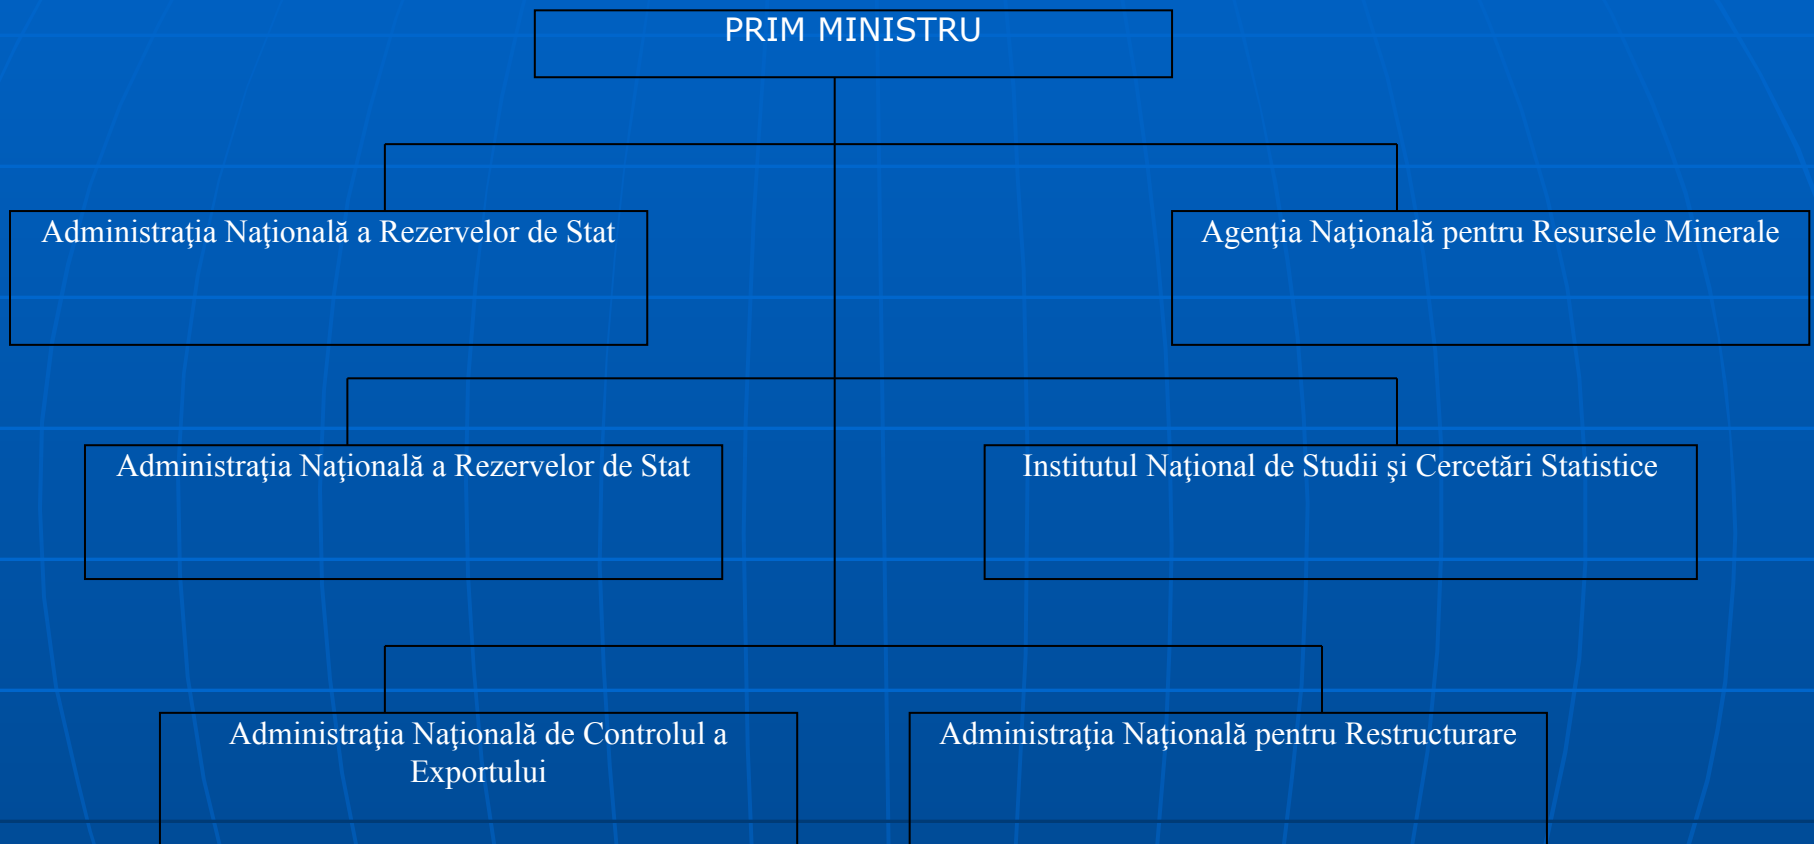 PRIM MINISTRU
Administraţia Naţională a Rezervelor de Stat
Agenţia Naţională pentru Resursele Minerale
Administraţia Naţională a Rezervelor de Stat
Institutul Naţional de Studii şi Cercetări Statistice
Administraţia Naţională de Controlul a
Exportului
Administraţia Naţională pentru Restructurare